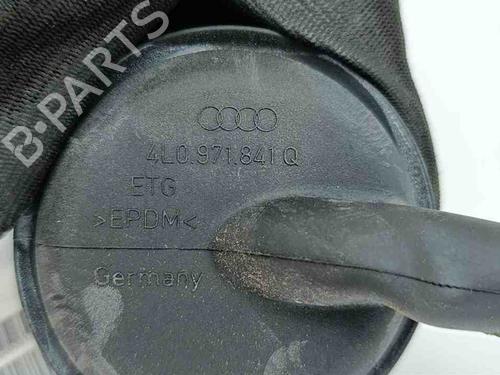 B-PARTS
4L0.971.841 Q
ETG
>EPDM<
Germany